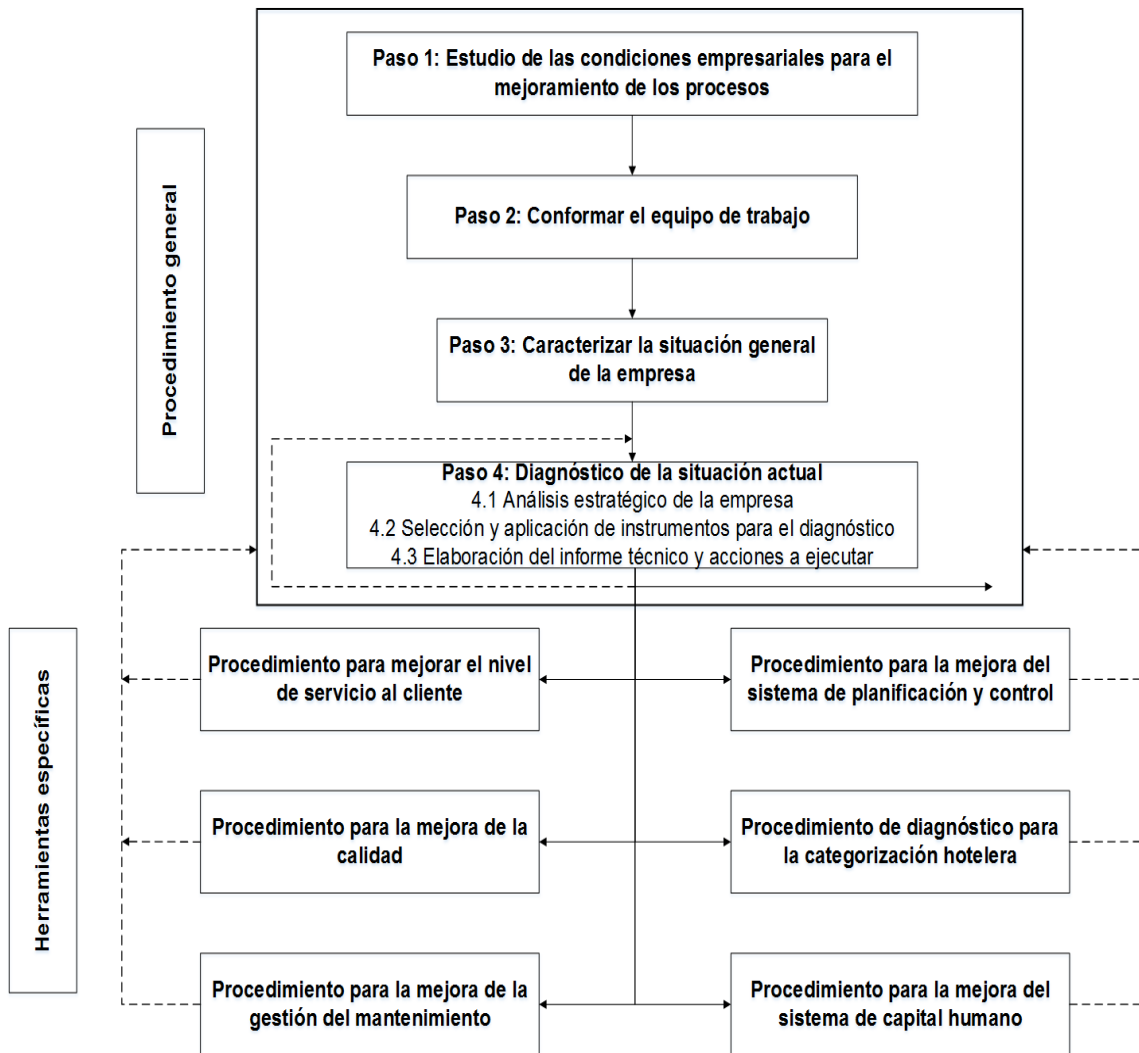 Paso 1: Estudio de las condiciones empresariales para el
mejoramiento de los procesos
Procedimiento general
Paso 2: Conformar el equipo de trabajo
Paso 3: Caracterizar la situación general
de la empresa
Paso 4: Diagnóstico de la situación actual
4.1 Análisis estratégico de la empresa
4.2 Selección y aplicación de instrumentos para el diagnóstico
4.3 Elaboración del informe técnico y acciones a ejecutar
Herramientas específicas
Procedimiento para mejorar el nivel
de servicio al cliente
Procedimiento para la mejora del
sistema de planificación y control
Procedimiento para la mejora de la
calidad
Procedimiento de diagnóstico para
la categorización hotelera
Procedimiento para la mejora de la
gestión del mantenimiento
Procedimiento para la mejora del
sistema de capital humano